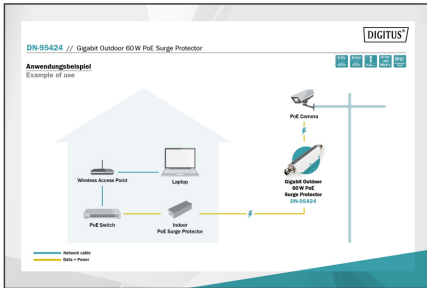 DIGITUS®
DN-95424 // Gigabit Outdoor 60 W PoE Surge Protector
Anwendungsbeispiel
Example of use
IP67
PoE Camera
Wireless Access Point
Laptop
Gigabit Outdoor
60 W PoE
Surge Protector
DN-95424
PoE Switch
Indoor
PoE Surge Protector
Network cable
Data + Power